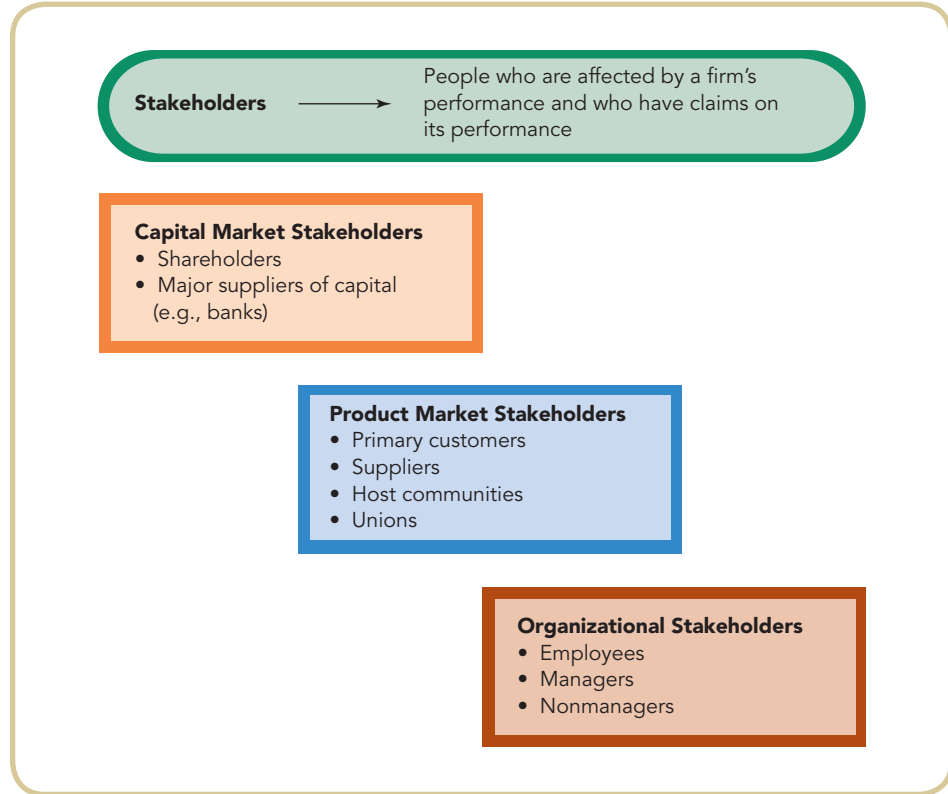 Stakeholders
People who are affected by a firm’s
performance and who have claims on
its performance
Capital Market Stakeholders
• Shareholders
• Major suppliers of capital
(e.g., banks)
Product Market Stakeholders
• Primary customers
• Suppliers
• Host communities
• Unions
Organizational Stakeholders
• Employees
• Managers
• Nonmanagers